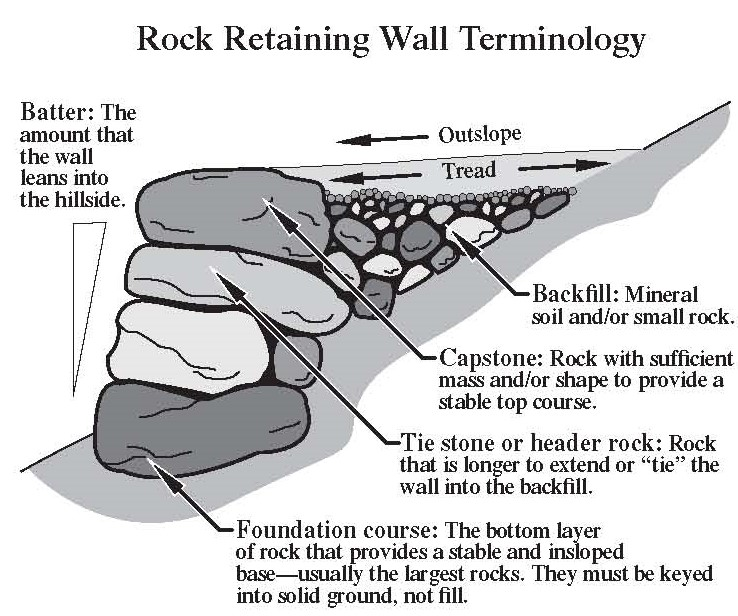 Rock Retaining Wall Terminology
Batter: The
amount that
the wall
leans into
the hillside.
Outslope
Tread
Backfill: Mineral
soil and/or small rock.
Capstone: Rock with sufficient
mass and/or shape to provide a
stable top course.
Tie stone or header rock: Rock
that is longer to extend or “tie” the
wall into the backfill.
Foundation course: The bottom layer
of rock that provides a stable and insloped
base—usually the largest rocks. They must be keyed
into solid ground, not fill.